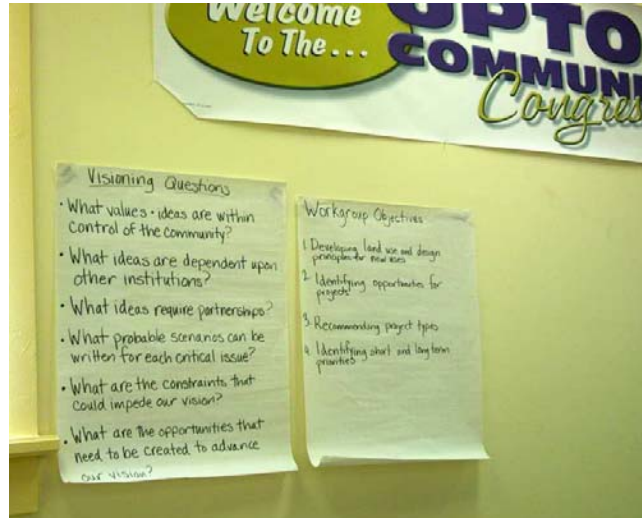 Welcome
To The...
UPTO
COMMUNI
Congres
Visioning Questions
• What values • ideas are within
control of the community?
• What ideas are dependent upon
other institutions?
• What ideas require partnerships?
• What probable scenarios can be
written for each critical issue?
• What are the constraints that
could impede our vision?
• What are the opportunities that
need to be created to advance
our vision?
Workgroup Objectives
1. Developing land use and design
principles for new uses
2. Identifying opportunities for
projects
3. Recommending project types
4. Identifying short and long term
priorities